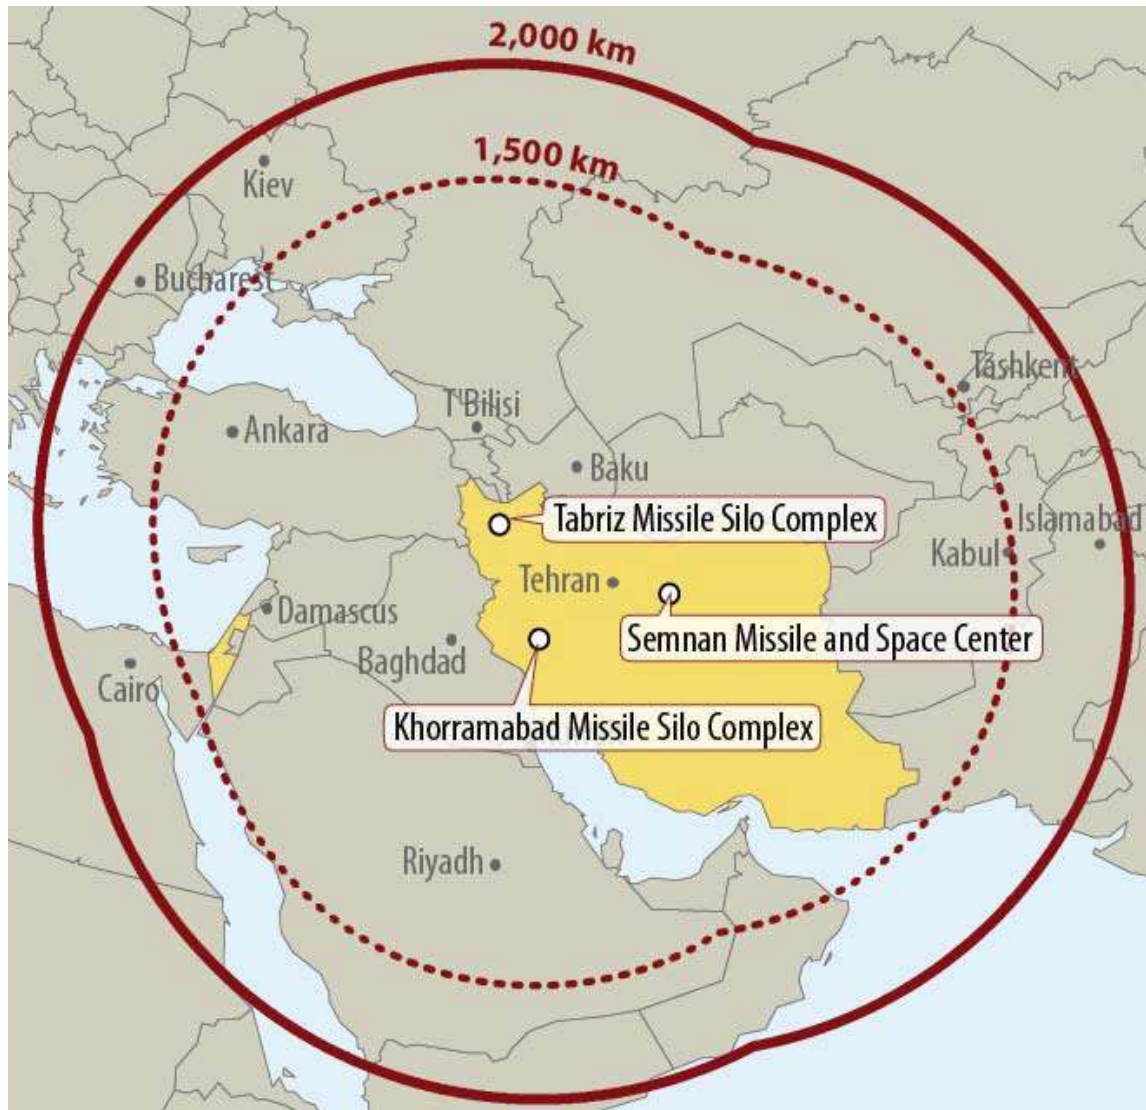 2,000 km
1,500 km
Kiev
Bucharest
Tashkent
T'Bilisi
Ankara
Baku
Tabriz Missile Silo Complex
Islamabad
Kabul
Tehran
Damascus
Semnan Missile and Space Center
Baghdad
Cairo
Khorramabad Missile Silo Complex
Riyadh